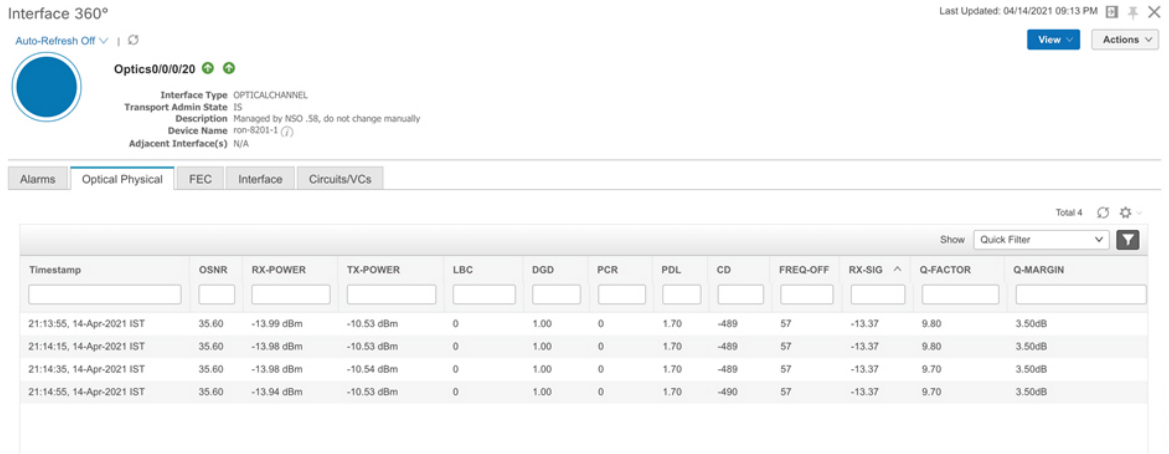 Interface 360°
Last Updated: 04/14/2021 09:13 PM
Auto-Refresh Off |
View
Actions
Optics0/0/0/20
Interface Type OPTICALCHANNEL
Transport Admin State IS
Description Managed by NSO .58, do not change manually
Device Name ron-8201-1
Adjacent Interface(s) N/A
Alarms Optical Physical FEC Interface Circuits/VCs
Total 4
Show Quick Filter
Timestamp OSNR RX-POWER TX-POWER LBC DGD PCR PDL CD FREQ-OFF RX-SIG Q-FACTOR Q-MARGIN
21:13:55, 14-Apr-2021 IST 35.60 -13.99 dBm -10.53 dBm 0 1.00 0 1.70 -489 57 -13.37 9.80 3.50dB
21:14:15, 14-Apr-2021 IST 35.60 -13.98 dBm -10.53 dBm 0 1.00 0 1.70 -489 57 -13.37 9.80 3.50dB
21:14:35, 14-Apr-2021 IST 35.60 -13.98 dBm -10.54 dBm 0 1.00 0 1.70 -489 57 -13.37 9.70 3.50dB
21:14:55, 14-Apr-2021 IST 35.60 -13.94 dBm -10.53 dBm 0 1.00 0 1.70 -490 57 -13.37 9.70 3.50dB